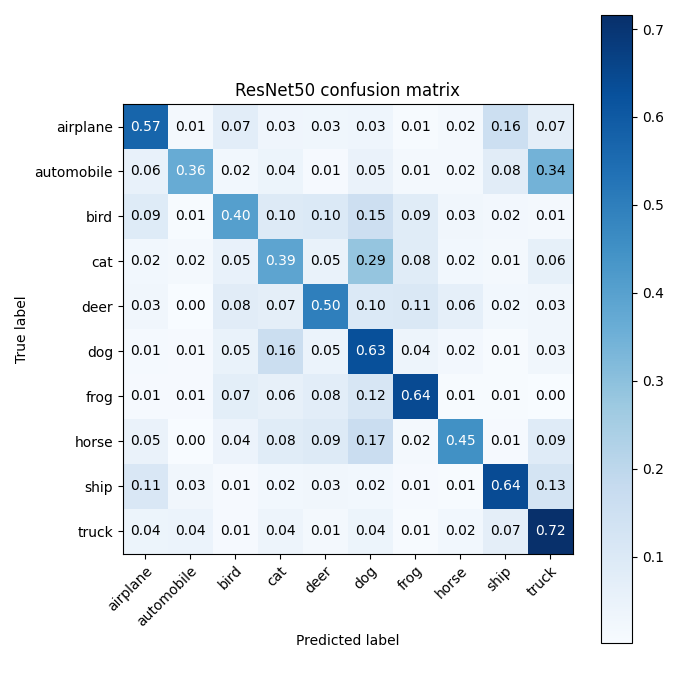 ResNet50 confusion matrix
airplane 0.57 0.01 0.07 0.03 0.03 0.03 0.01 0.02 0.16 0.07
automobile 0.06 0.36 0.02 0.04 0.01 0.05 0.01 0.02 0.08 0.34
bird 0.09 0.01 0.40 0.10 0.10 0.15 0.09 0.03 0.02 0.01
cat 0.02 0.02 0.05 0.39 0.05 0.29 0.08 0.02 0.01 0.06
deer 0.03 0.00 0.08 0.07 0.50 0.10 0.11 0.06 0.02 0.03
dog 0.01 0.01 0.05 0.16 0.05 0.63 0.04 0.02 0.01 0.03
frog 0.01 0.01 0.07 0.06 0.08 0.12 0.64 0.01 0.01 0.00
horse 0.05 0.00 0.04 0.08 0.09 0.17 0.02 0.45 0.01 0.09
ship 0.11 0.03 0.01 0.02 0.03 0.02 0.01 0.01 0.64 0.13
truck 0.04 0.04 0.01 0.04 0.01 0.04 0.01 0.02 0.07 0.72
airplane automobile bird cat deer dog frog horse ship truck
Predicted label
True label
0.7
0.6
0.5
0.4
0.3
0.2
0.1